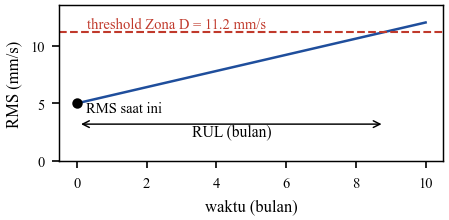 threshold Zona D = 11.2 mm/s
10
RMS (mm/s)
5
RMS saat ini
RUL (bulan)
0
0 2 4 6 8 10
waktu (bulan)